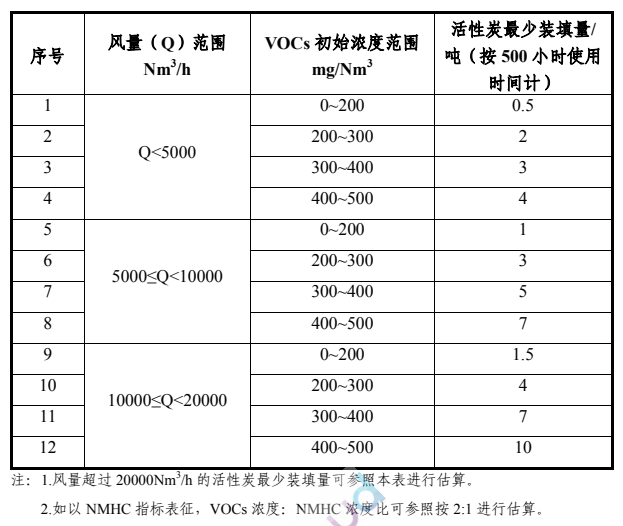 序号 风量（Q）范围 Nm³/h VOCs 初始浓度范围 mg/Nm³ 活性炭最少装填量/吨（按 500 小时使用时间计）
1 Q<5000 0~200 0.5
2 200~300 2
3 300~400 3
4 400~500 4
5 5000≤Q<10000 0~200 1
6 200~300 3
7 300~400 5
8 400~500 7
9 10000≤Q<20000 0~200 1.5
10 200~300 4
11 300~400 7
12 400~500 10
注：1.风量超过 20000Nm³/h 的活性炭最少装填量可参照本表进行估算。
2.如以 NMHC 指标表征，VOCs 浓度：NMHC 浓度比可参照按 2:1 进行估算。